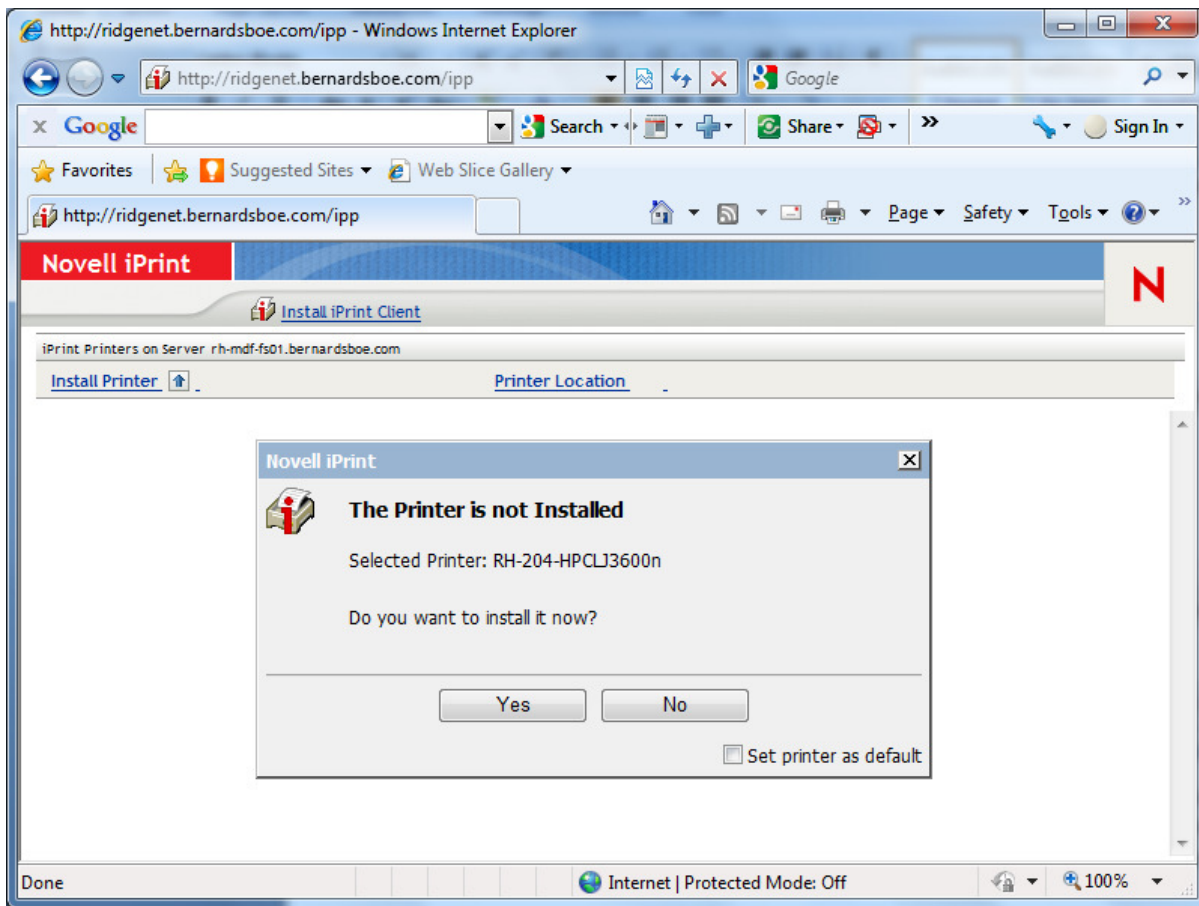 http://ridgenet.bernardsboe.com/ipp - Windows Internet Explorer
http://ridgenet.bernardsboe.com/ipp
Google
x Google Search Share » Sign In
Favorites Suggested Sites Web Slice Gallery
http://ridgenet.bernardsboe.com/ipp Page Safety Tools »
Novell iPrint N
Install iPrint Client
iPrint Printers on Server rh-mdf-fs01.bernardsboe.com
Install Printer Printer Location
Novell iPrint
The Printer is not Installed
Selected Printer: RH-204-HPCLJ3600n
Do you want to install it now?
Yes No
Set printer as default
Done Internet | Protected Mode: Off 100%